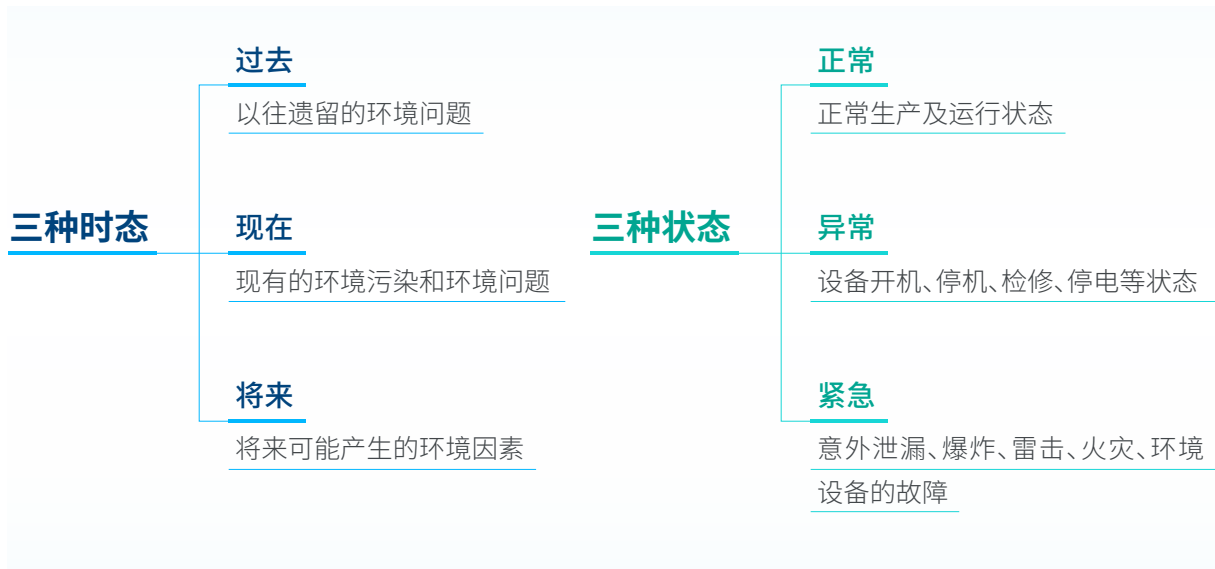 三种时态
过去
以往遗留的环境问题
现在
现有的环境污染和环境问题
将来
将来可能产生的环境因素
三种状态
正常
正常生产及运行状态
异常
设备开机、停机、检修、停电等状态
紧急
意外泄漏、爆炸、雷击、火灾、环境
设备的故障